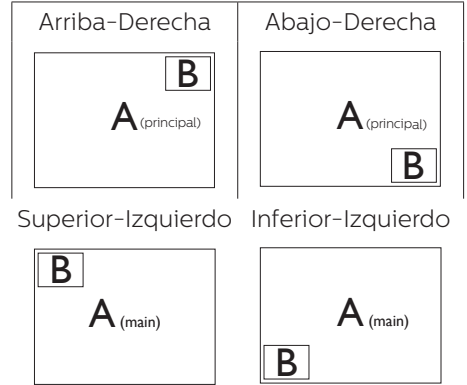 Arriba-Derecha Abajo-Derecha
B
A (principal) A (principal)
B
Superior-Izquierdo Inferior-Izquierdo
B
A (main) A (main)
B